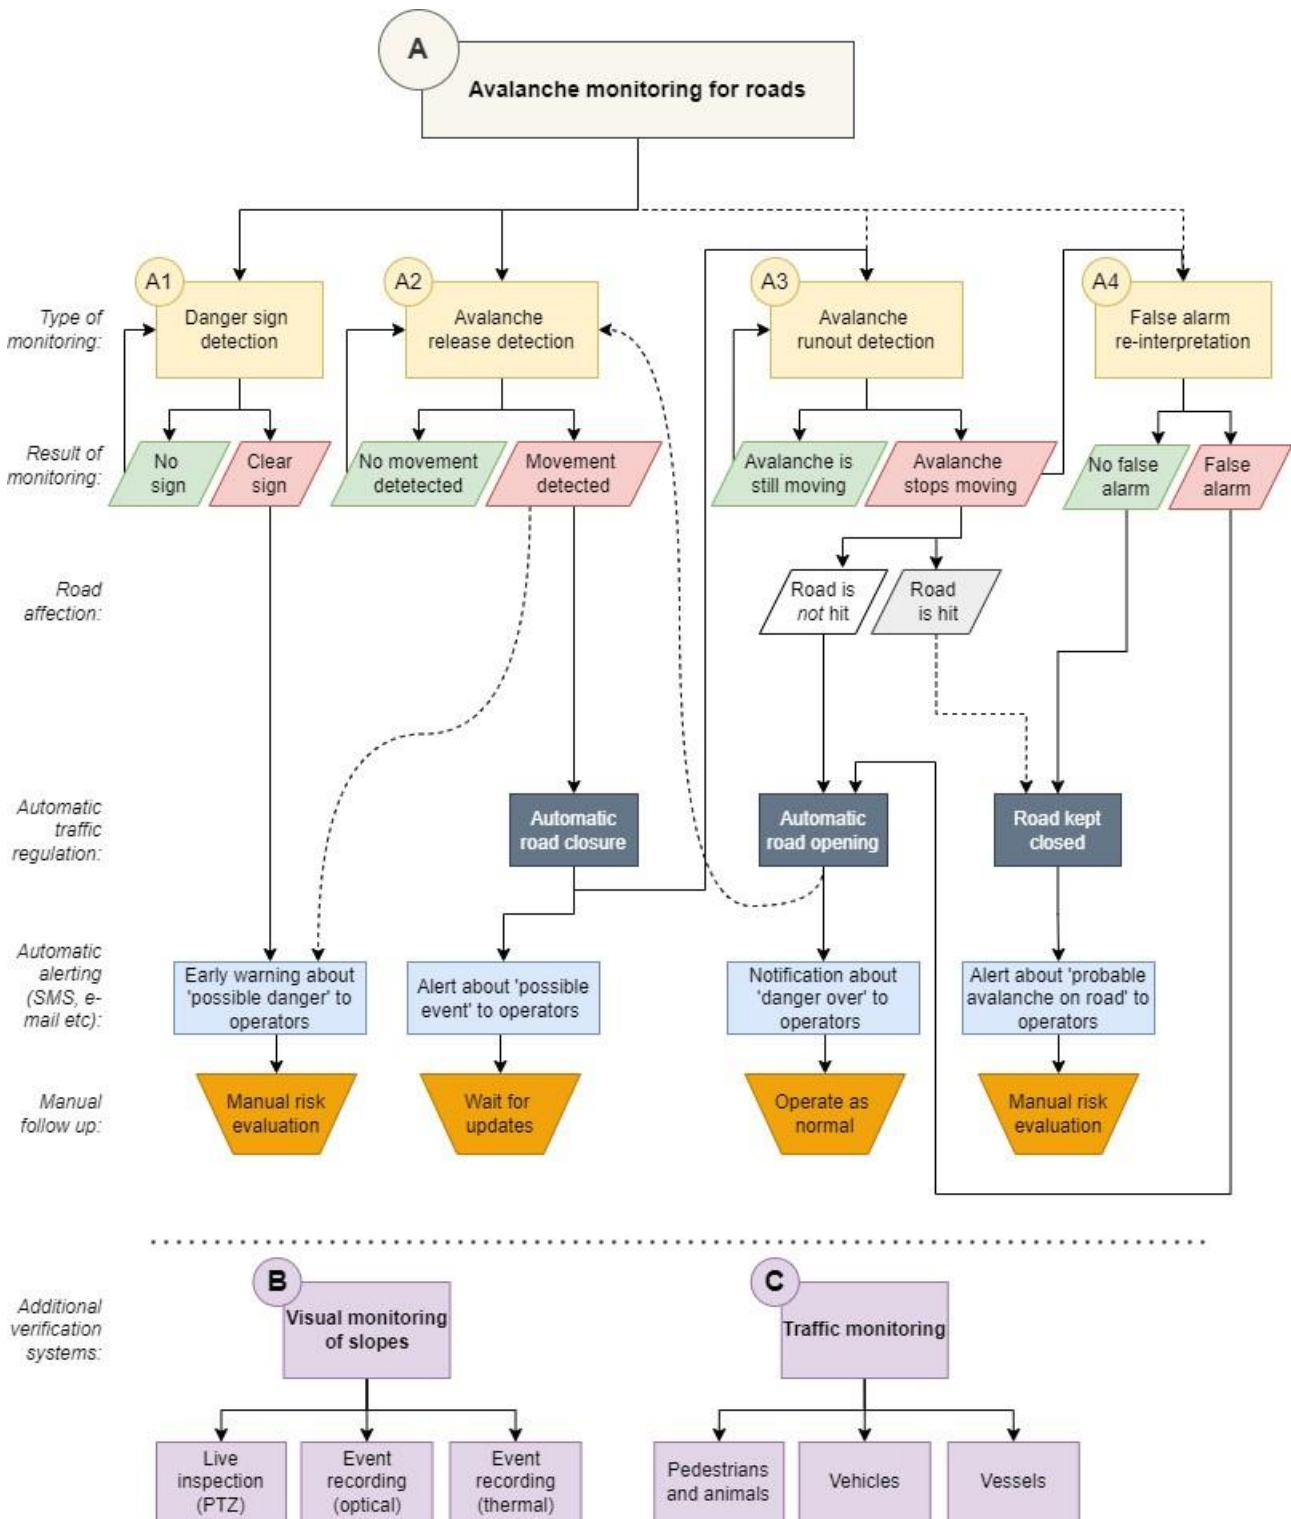 A
Avalanche monitoring for roads
A1
A2
A3
A4
Type of
monitoring:
Danger sign
detection
Avalanche
release detection
Avalanche
runout detection
False alarm
re-interpretation
Result of
monitoring:
No
sign
Clear
sign
No movement
detetected
Movement
detected
Avalanche is
still moving
Avalanche
stops moving
No false
alarm
False
alarm
Road
affection:
Road is
not hit
Road
is hit
Automatic
traffic
regulation:
Automatic
road closure
Automatic
road opening
Road kept
closed
Automatic
alerting
(SMS, e-
mail etc):
Early warning about
'possible danger' to
operators
Alert about 'possible
event' to operators
Notification about
'danger over' to
operators
Alert about 'probable
avalanche on road' to
operators
Manual
follow up:
Manual risk
evaluation
Wait for
updates
Operate as
normal
Manual risk
evaluation
Additional
verification
systems:
B
Visual monitoring
of slopes
C
Traffic monitoring
Live
inspection
(PTZ)
Event
recording
(optical)
Event
recording
(thermal)
Pedestrians
and animals
Vehicles
Vessels